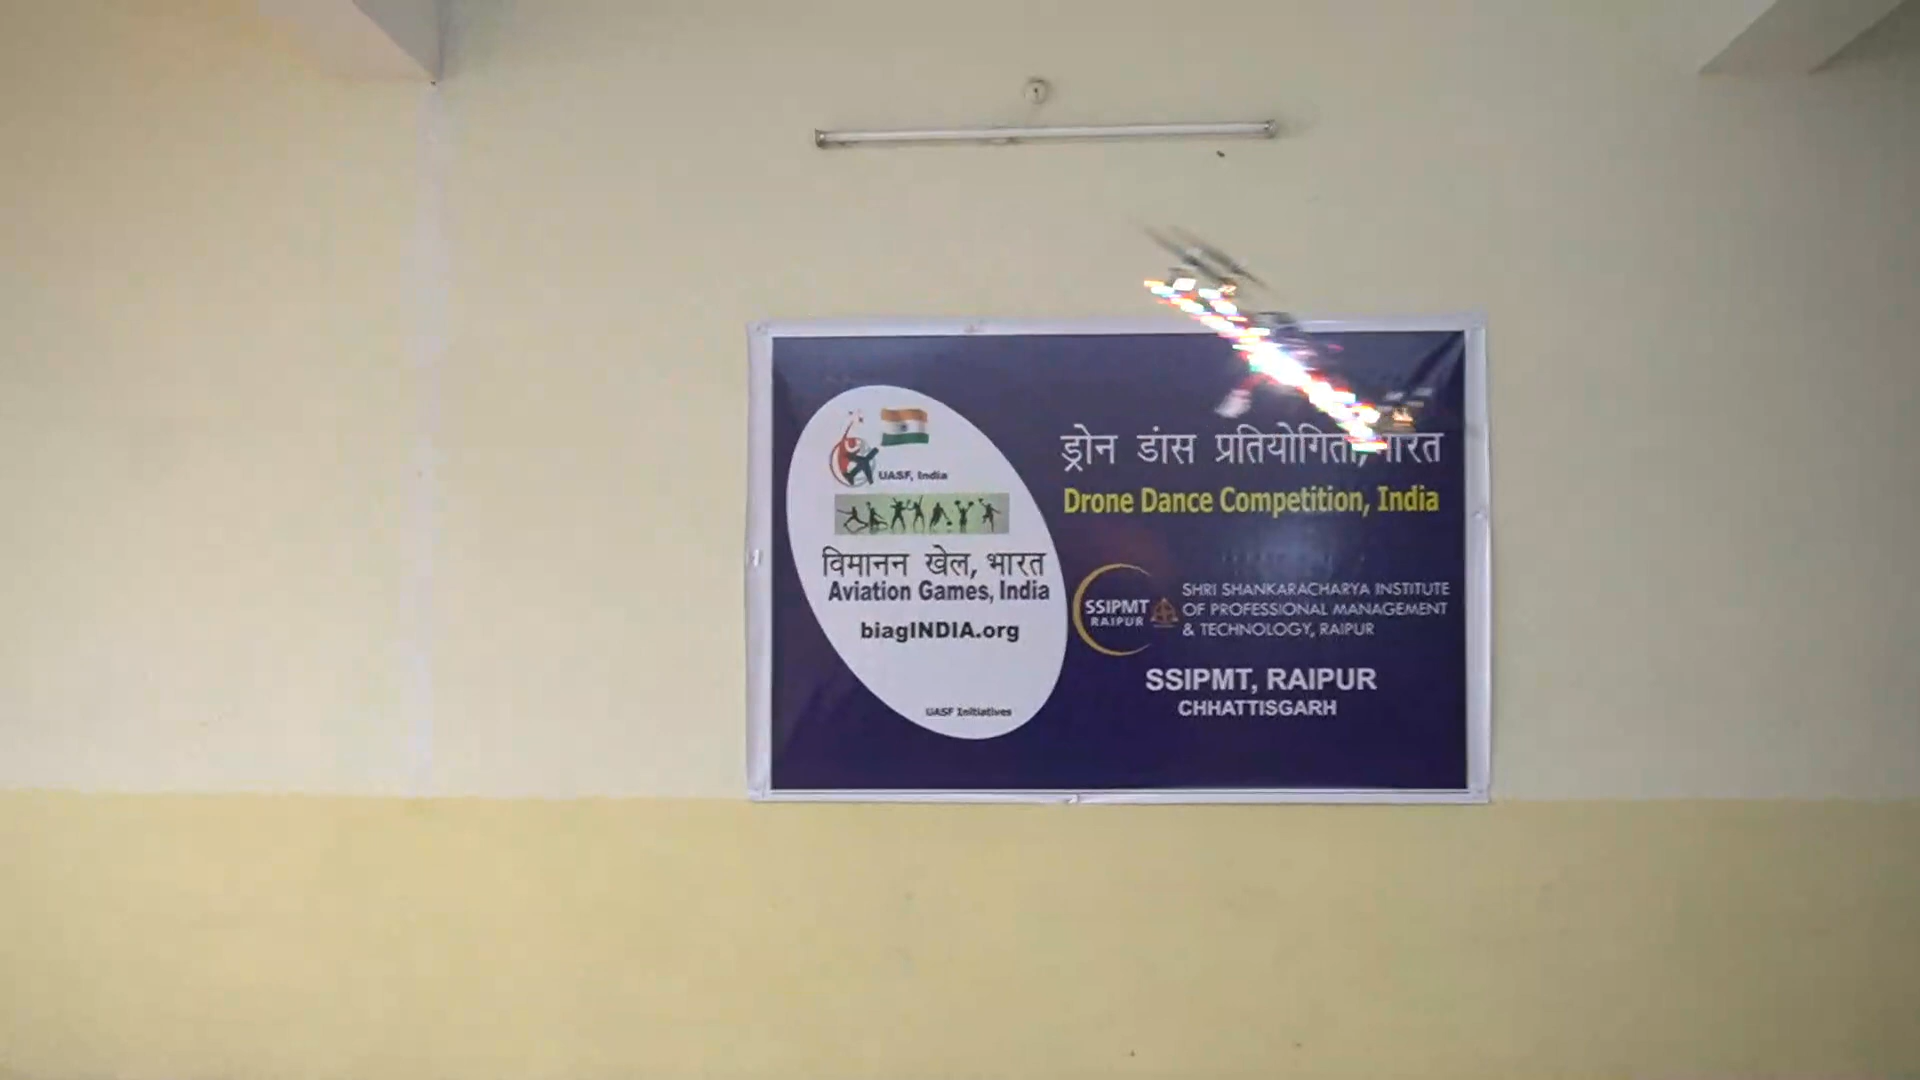 UASF, India
विमानन खेल, भारत
Aviation Games, India
biagINDIA.org
UASF Initiatives
ड्रोन डांस प्रतियोगिता, भारत
Drone Dance Competition, India
SSIPMT
RAIPUR
SHRI SHANKARACHARYA INSTITUTE
OF PROFESSIONAL MANAGEMENT
& TECHNOLOGY, RAIPUR
SSIPMT, RAIPUR
CHHATTISGARH